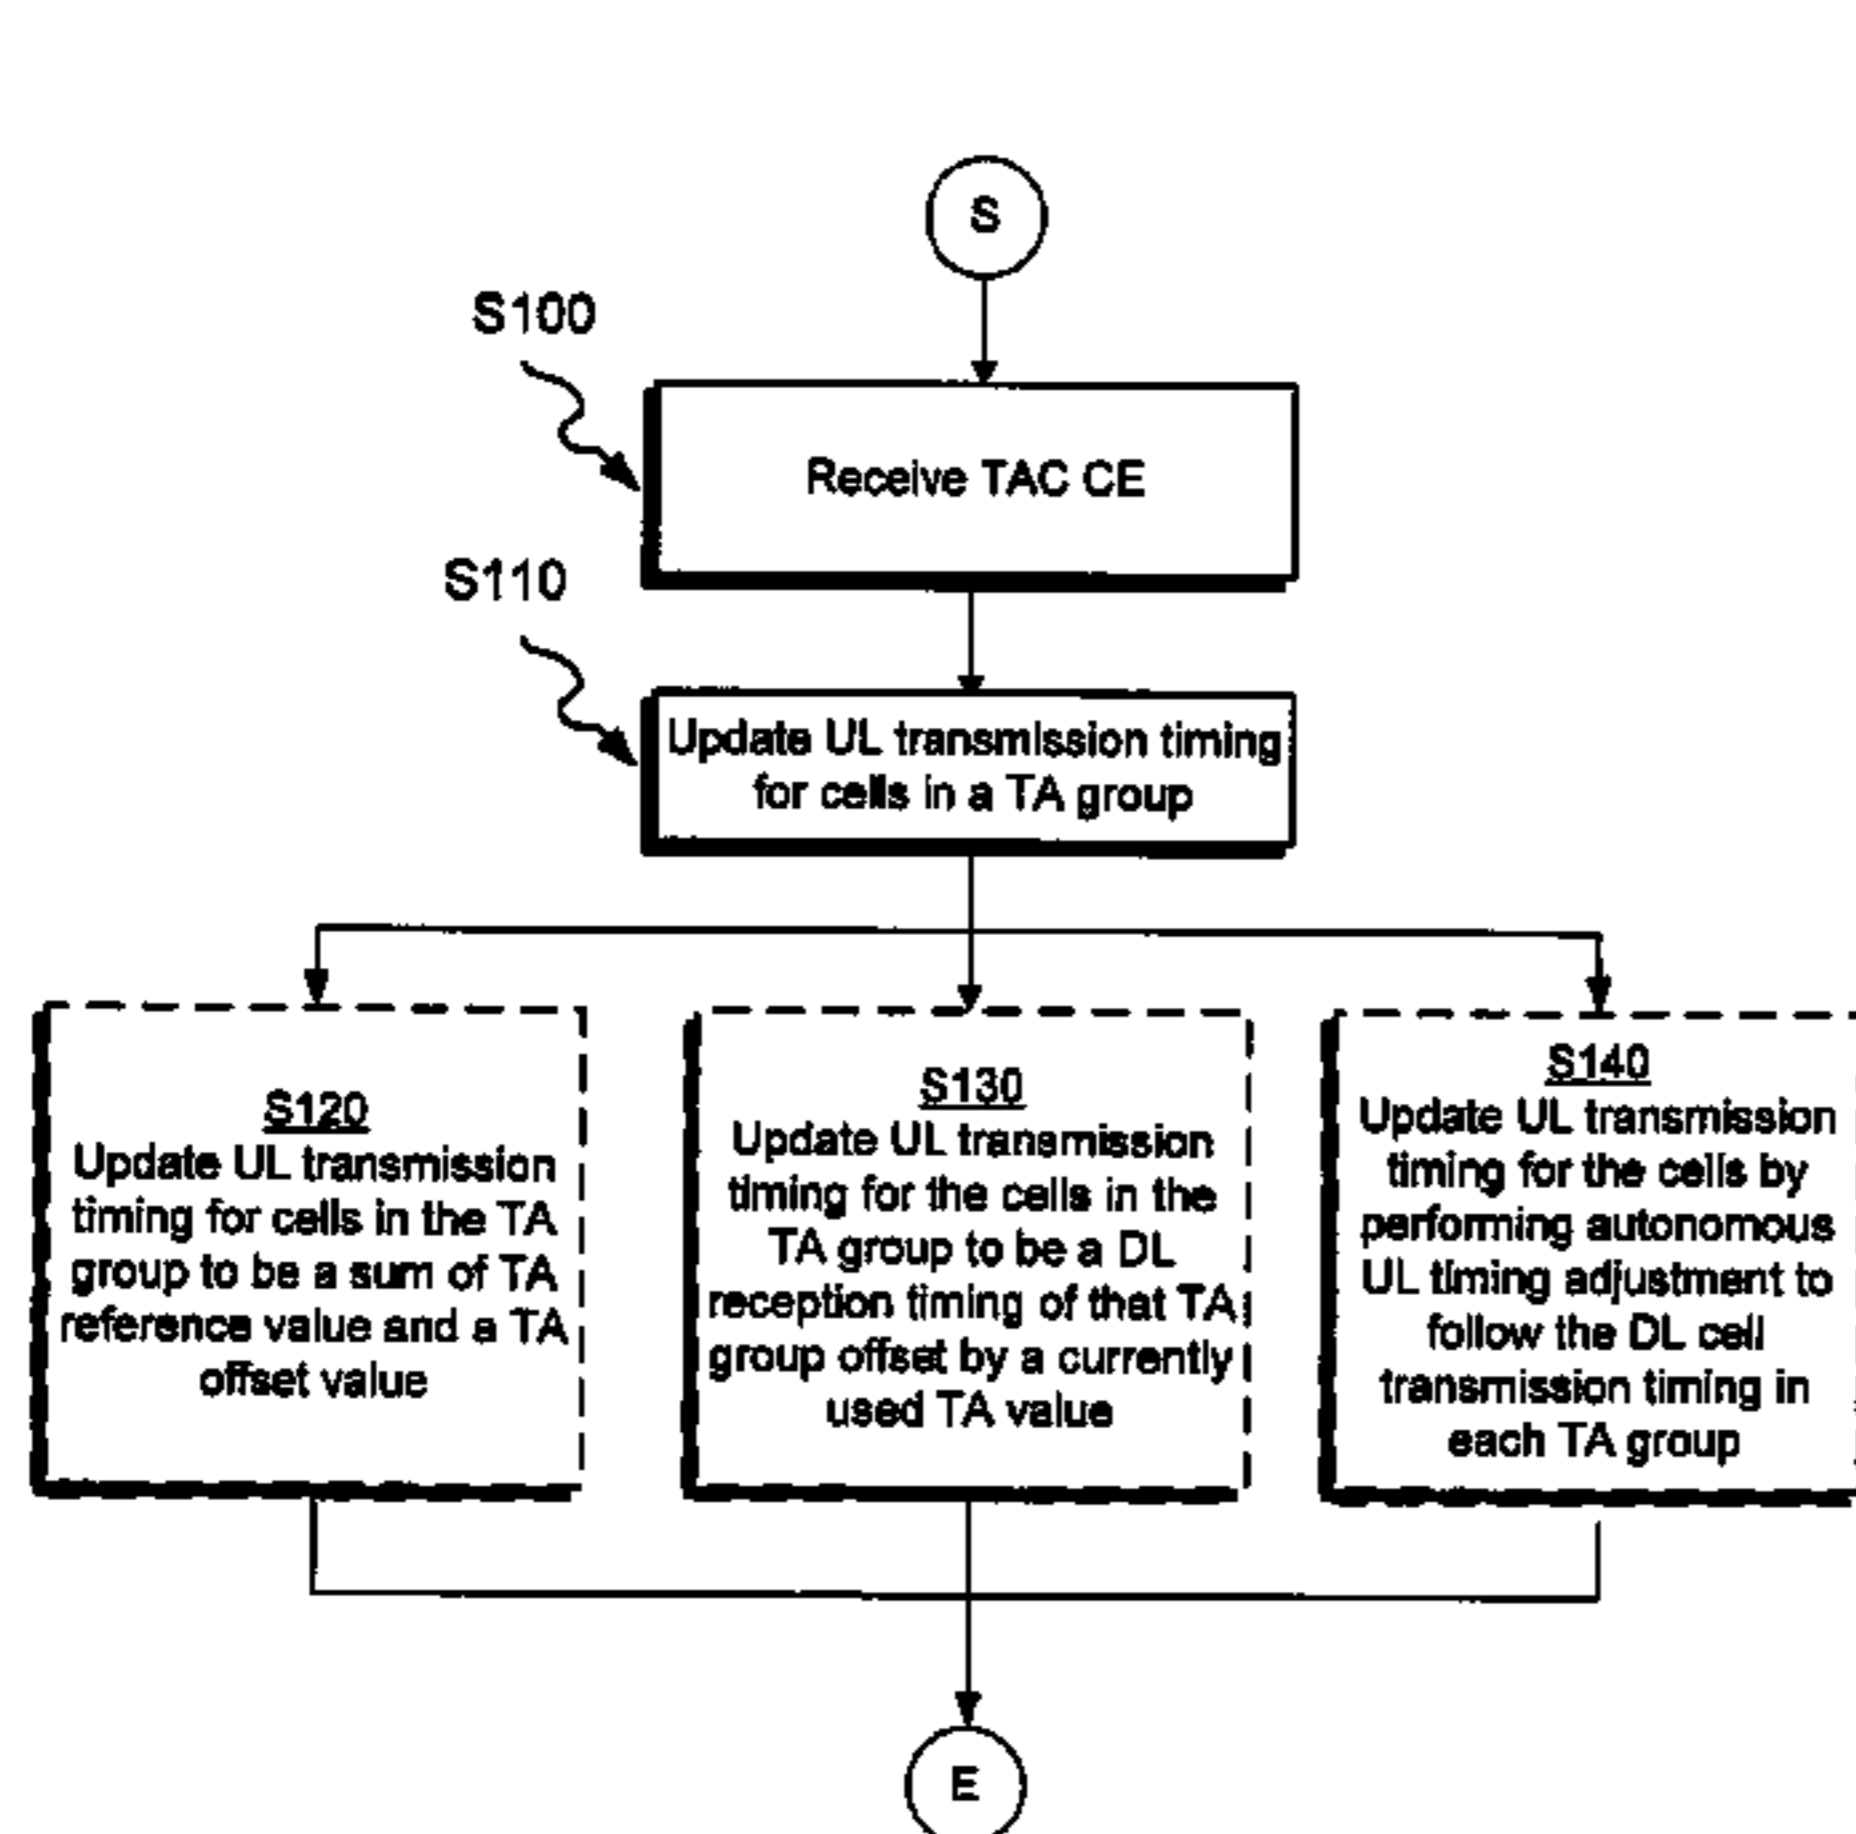 S
S100
Receive TAC CE
S110
Update UL transmission timing
for cells in a TA group
S120
Update UL transmission
timing for cells in the TA
group to be a sum of TA
reference value and a TA
offset value
S130
Update UL transmission
timing for the cells in the
TA group to be a DL
reception timing of that TA
group offset by a currently
used TA value
S140
Update UL transmission
timing for the cells by
performing autonomous
UL timing adjustment to
follow the DL cell
transmission timing in
each TA group
E